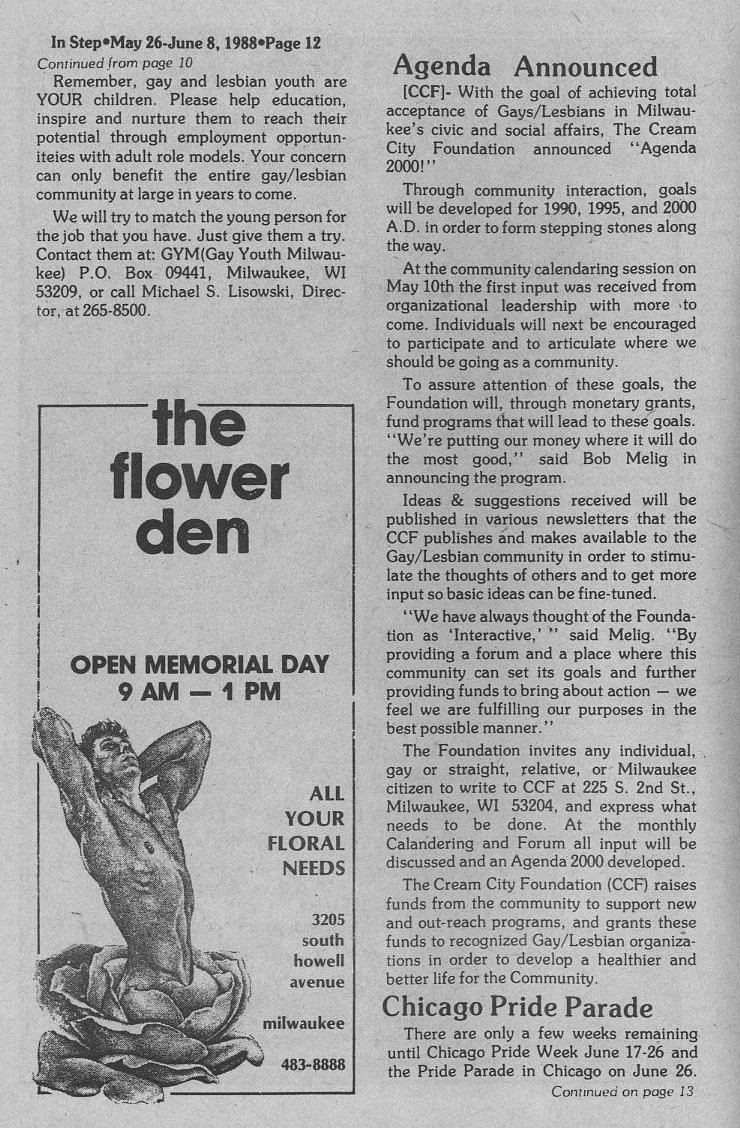 In Step•May 26-June 8, 1988•Page 12
Continued from page 10
Remember, gay and lesbian youth are
YOUR children. Please help education,
inspire and nurture them to reach their
potential through employment opportun-
iteies with adult role models. Your concern
can only benefit the entire gay/lesbian
community at large in years to come.
We will try to match the young person for
the job that you have. Just give them a try.
Contact them at: GYM(Gay Youth Milwau-
kee) P.O. Box 09441, Milwaukee, WI
53209, or call Michael S. Lisowski, Direc-
tor, at 265-8500.
the
flower
den
OPEN MEMORIAL DAY
9 AM — 1 PM
ALL
YOUR
FLORAL
NEEDS
3205
south
howell
avenue
milwaukee
483-8888
Agenda Announced
[CCF]- With the goal of achieving total
acceptance of Gays/Lesbians in Milwau-
kee's civic and social affairs, The Cream
City Foundation announced "Agenda
2000!"
Through community interaction, goals
will be developed for 1990, 1995, and 2000
A.D. in order to form stepping stones along
the way.
At the community calendaring session on
May 10th the first input was received from
organizational leadership with more to
come. Individuals will next be encouraged
to participate and to articulate where we
should be going as a community.
To assure attention of these goals, the
Foundation will, through monetary grants,
fund programs that will lead to these goals.
"We're putting our money where it will do
the most good," said Bob Melig in
announcing the program.
Ideas & suggestions received will be
published in various newsletters that the
CCF publishes and makes available to the
Gay/Lesbian community in order to stimu-
late the thoughts of others and to get more
input so basic ideas can be fine-tuned.
"We have always thought of the Founda-
tion as 'Interactive,' " said Melig. "By
providing a forum and a place where this
community can set its goals and further
providing funds to bring about action — we
feel we are fulfilling our purposes in the
best possible manner."
The Foundation invites any individual,
gay or straight, relative, or Milwaukee
citizen to write to CCF at 225 S. 2nd St.,
Milwaukee, WI 53204, and express what
needs to be done. At the monthly
Calandering and Forum all input will be
discussed and an Agenda 2000 developed.
The Cream City Foundation (CCF) raises
funds from the community to support new
and out-reach programs, and grants these
funds to recognized Gay/Lesbian organiza-
tions in order to develop a healthier and
better life for the Community.
Chicago Pride Parade
There are only a few weeks remaining
until Chicago Pride Week June 17-26 and
the Pride Parade in Chicago on June 26.
Continued on page 13